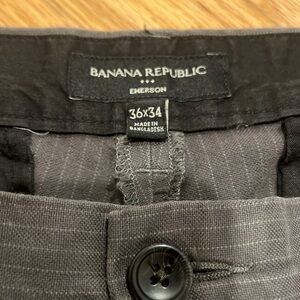 BANANA REPUBLIC
EMERSON
36x34
MADE IN
BANGLADESH